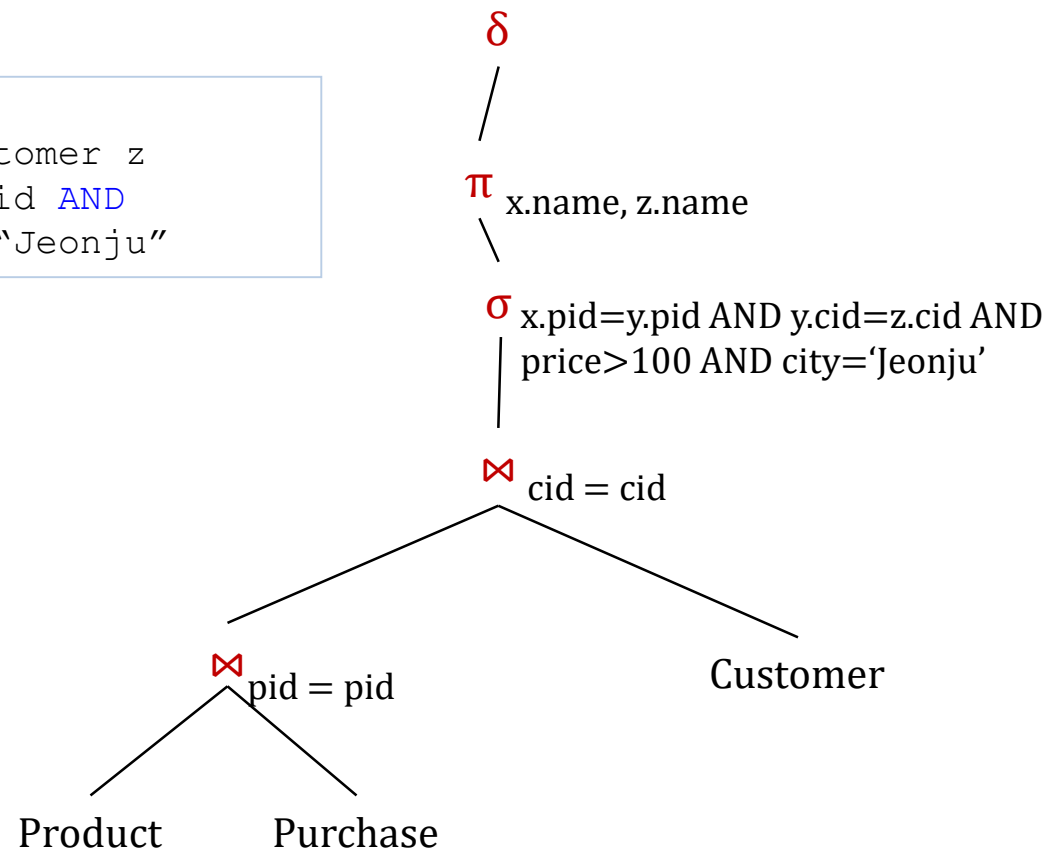 δ
tomer z
id AND
“Jeonju”
π x.name, z.name
σ x.pid=y.pid AND y.cid=z.cid AND
price>100 AND city=‘Jeonju’
⋈ cid = cid
⋈ pid = pid
Customer
Product Purchase